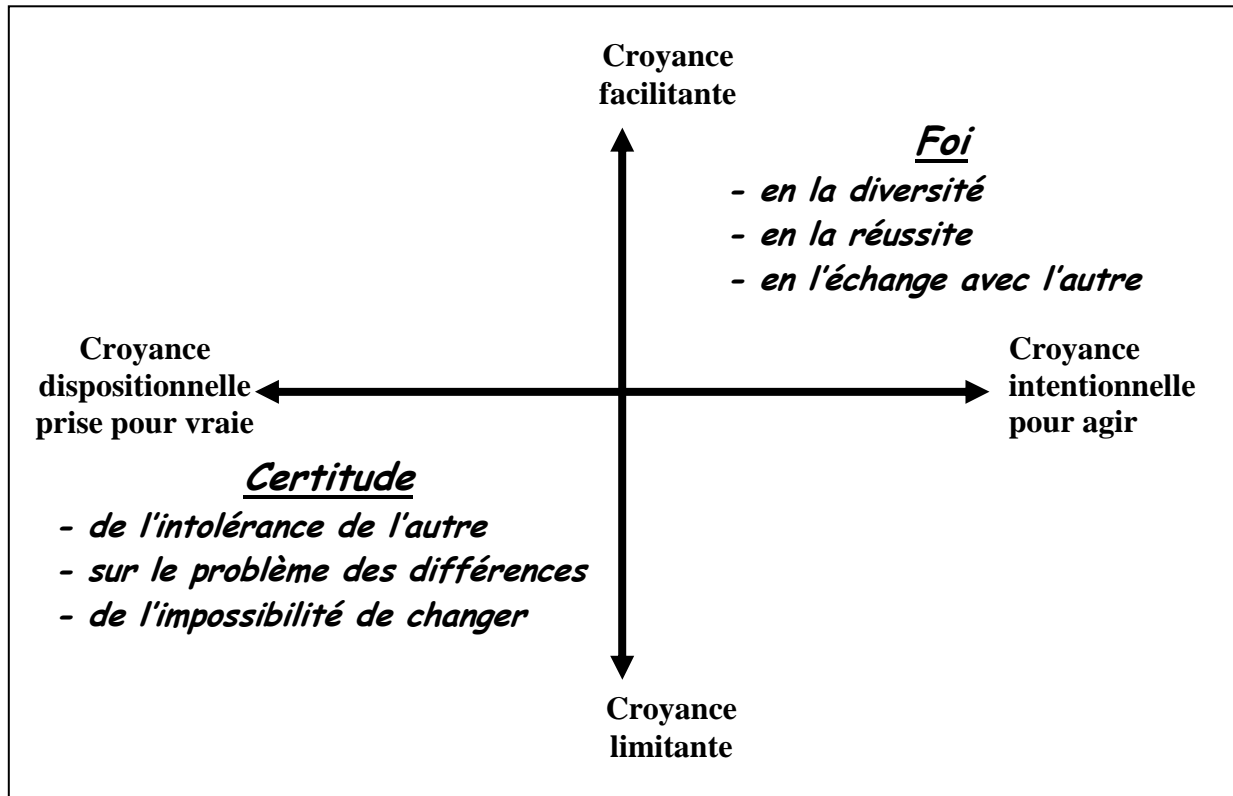 Croyance
facilitante
Foi
- en la diversité
- en la réussite
- en l'échange avec l'autre
Croyance
dispositionnelle
prise pour vraie
Croyance
intentionnelle
pour agir
Certitude
- de l'intolérance de l'autre
- sur le problème des différences
- de l'impossibilité de changer
Croyance
limitante